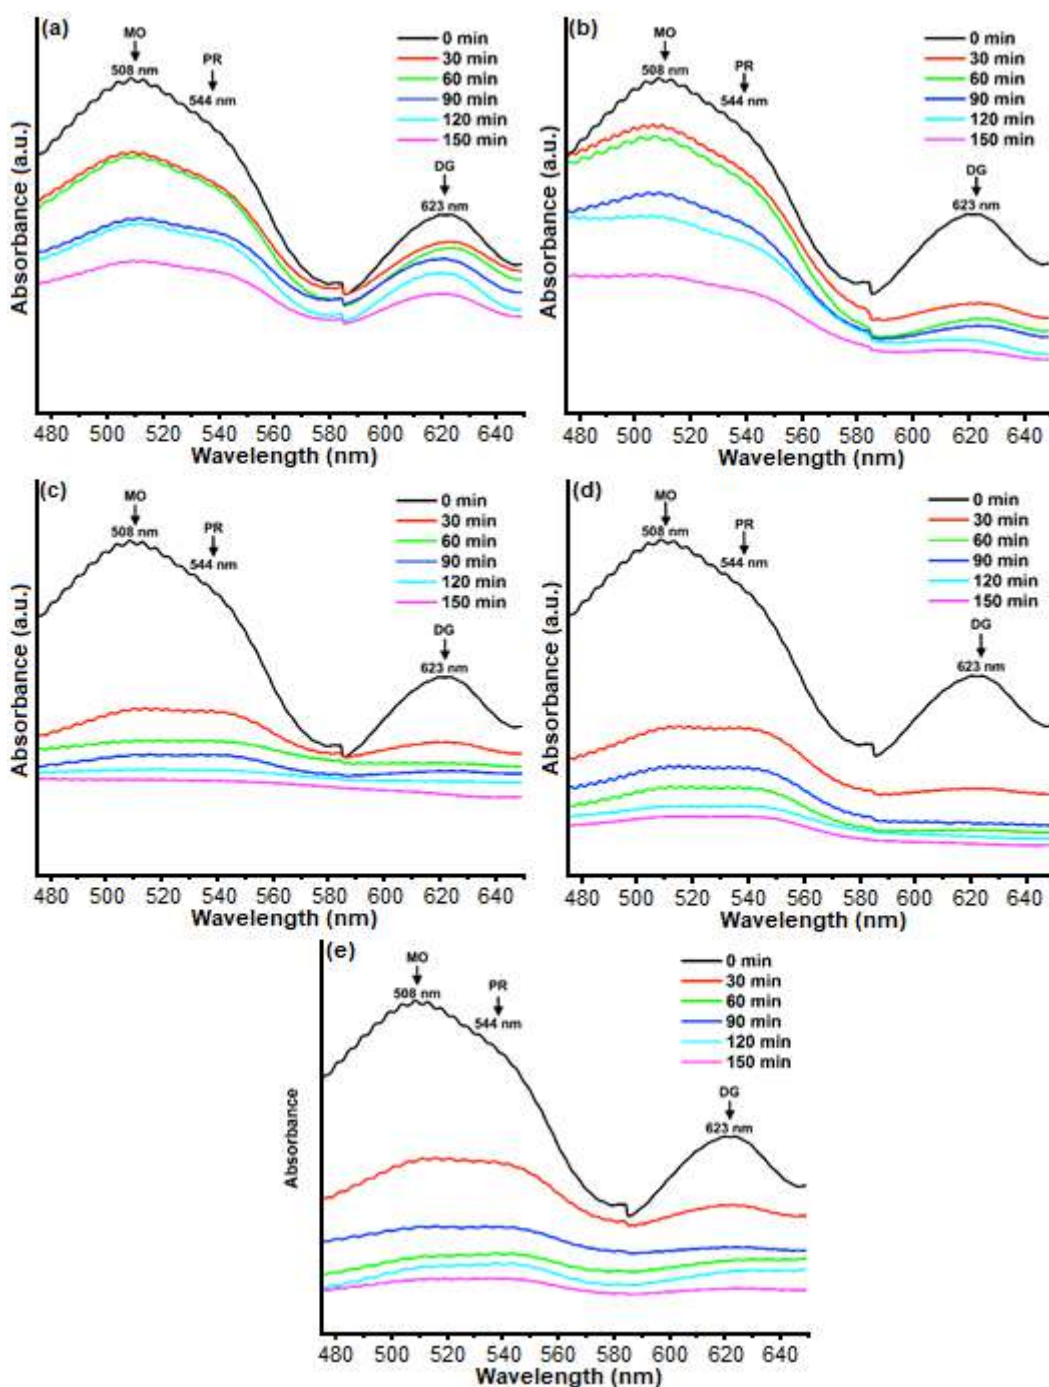 (a)
MO
508 nm
PR
544 nm
DG
623 nm
0 min
30 min
60 min
90 min
120 min
150 min
Absorbance (a.u.)
480 500 520 540 560 580 600 620 640
Wavelength (nm)
(b)
MO
508 nm
PR
544 nm
DG
623 nm
0 min
30 min
60 min
90 min
120 min
150 min
Absorbance (a.u.)
480 500 520 540 560 580 600 620 640
Wavelength (nm)
(c)
MO
508 nm
PR
544 nm
DG
623 nm
0 min
30 min
60 min
90 min
120 min
150 min
Absorbance (a.u.)
480 500 520 540 560 580 600 620 640
Wavelength (nm)
(d)
MO
508 nm
PR
544 nm
DG
623 nm
0 min
30 min
60 min
90 min
120 min
150 min
Absorbance (a.u.)
480 500 520 540 560 580 600 620 640
Wavelength (nm)
(e)
MO
508 nm
PR
544 nm
DG
623 nm
0 min
30 min
60 min
90 min
120 min
150 min
Absorbance
480 500 520 540 560 580 600 620 640
Wavelength (nm)